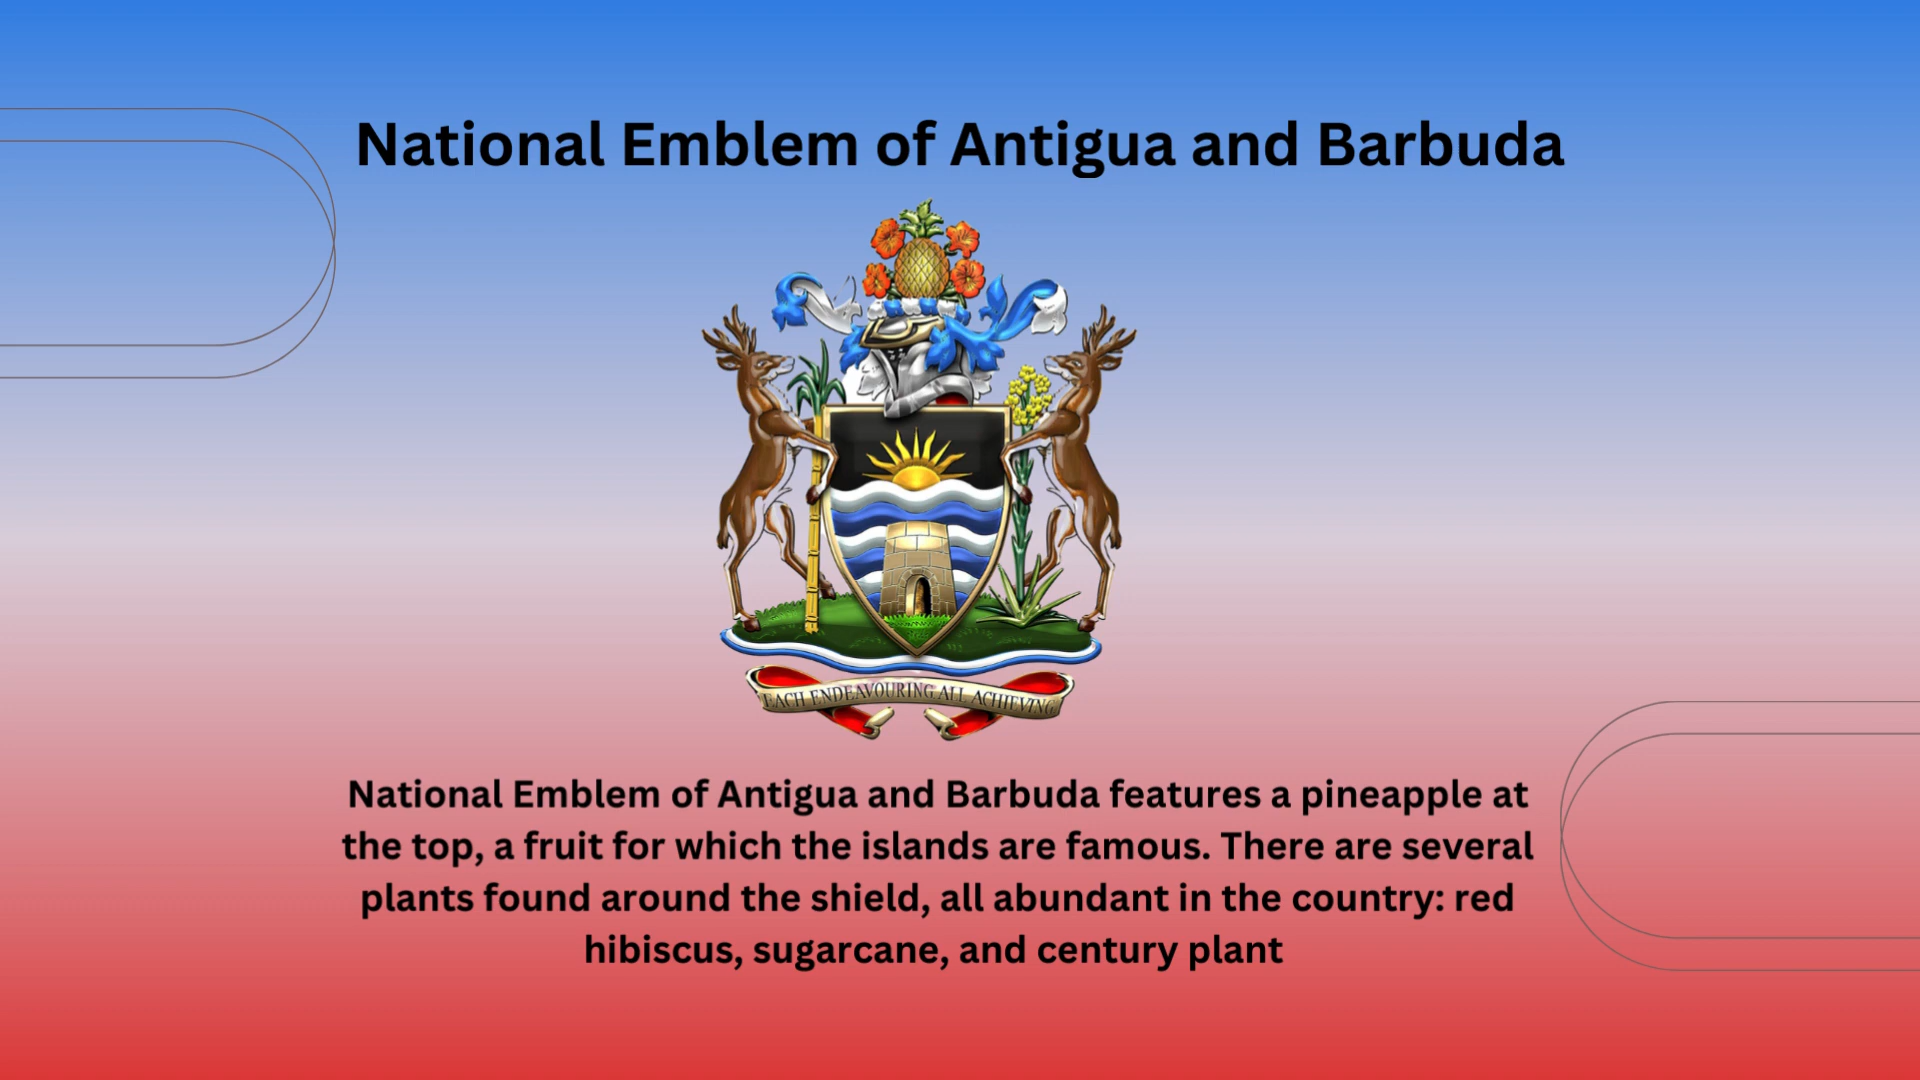 National Emblem of Antigua and Barbuda
EACH ENDEAVOURING ALL ACHIEVING
National Emblem of Antigua and Barbuda features a pineapple at
the top, a fruit for which the islands are famous. There are several
plants found around the shield, all abundant in the country: red
hibiscus, sugarcane, and century plant